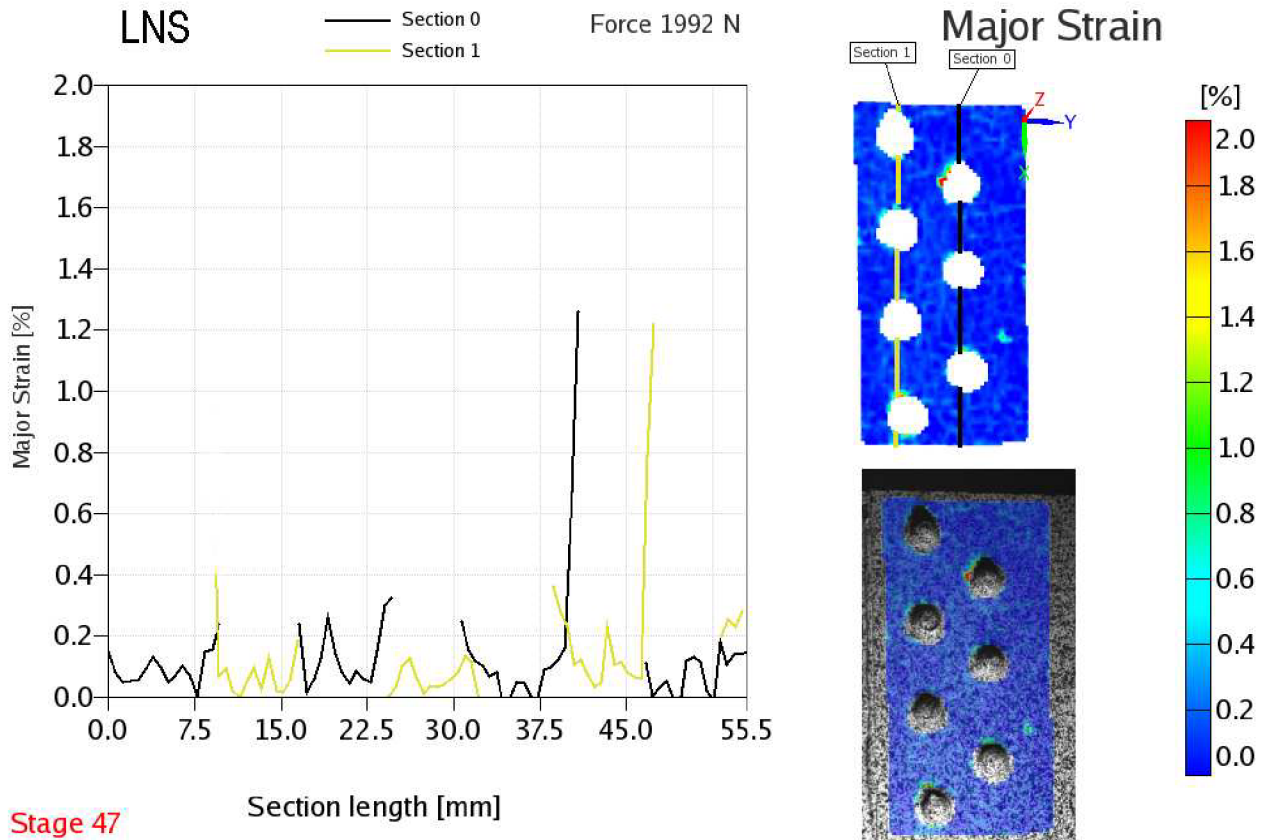 LNS
Section 0
Section 1
Force 1992 N
2.0
1.8
1.6
1.4
1.2
1.0
0.8
0.6
0.4
0.2
0.0
Major Strain [%]
0.0 7.5 15.0 22.5 30.0 37.5 45.0 55.5
Section length [mm]
Stage 47
Major Strain
Section 1
Section 0
Z
Y
X
[%]
2.0
1.8
1.6
1.4
1.2
1.0
0.8
0.6
0.4
0.2
0.0